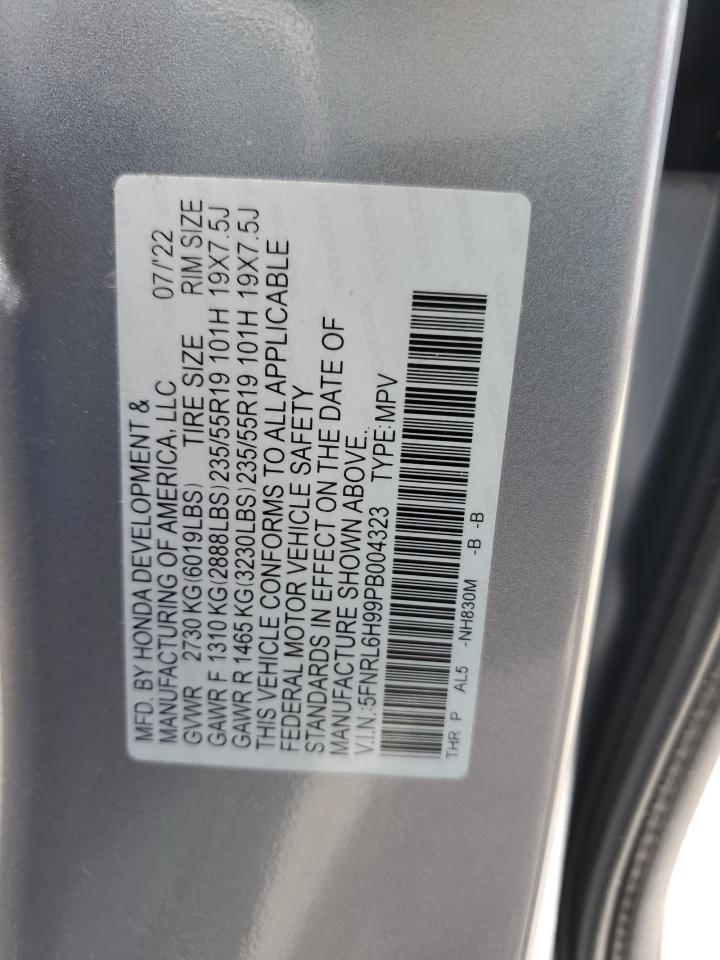 MFD. BY HONDA DEVELOPMENT &
MANUFACTURING OF AMERICA, LLC 07/'22
GVWR 2730 KG(6019LBS) TIRE SIZE RIM SIZE
GAWR F 1310 KG(2888LBS)235/55R19 101H 19X7.5J
GAWR R 1465 KG(3230LBS)235/55R19 101H 19X7.5J
THIS VEHICLE CONFORMS TO ALL APPLICABLE
FEDERAL MOTOR VEHICLE SAFETY
STANDARDS IN EFFECT ON THE DATE OF
MANUFACTURE SHOWN ABOVE.
V.I.N.:5FNRL6H99PB004323 TYPE:MPV
THR P AL5 -NH830M -B -B